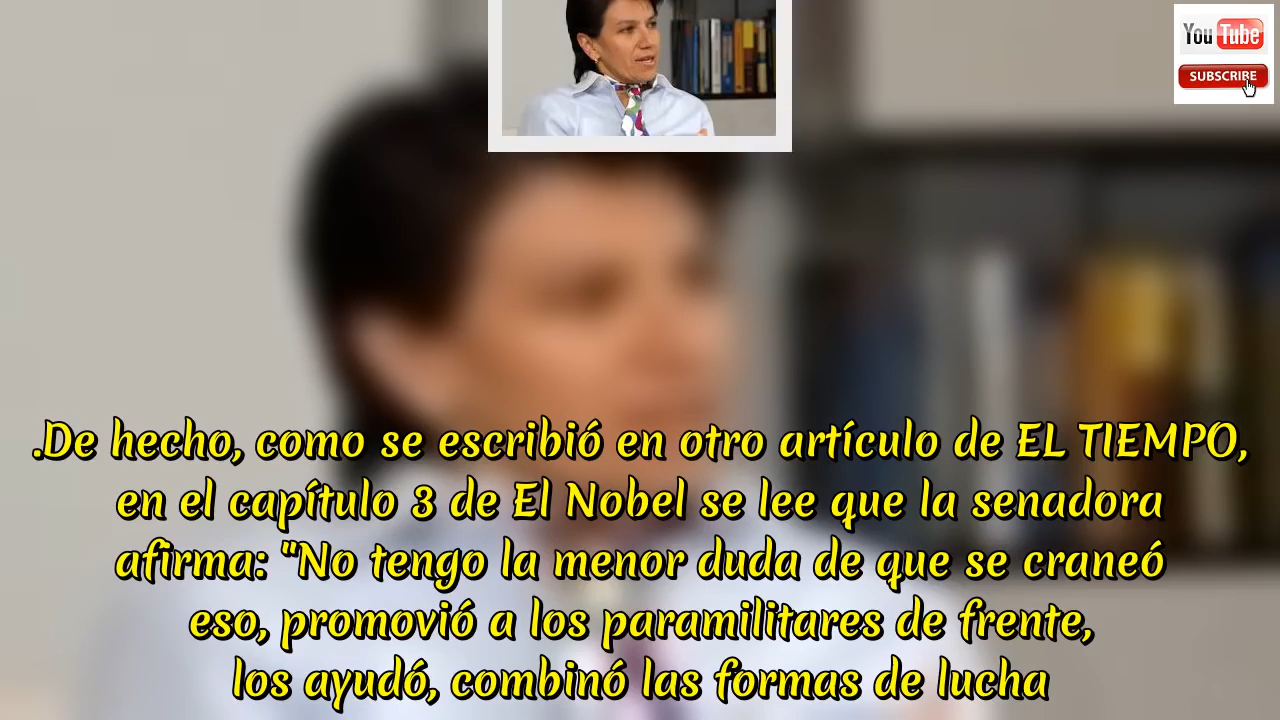 You Tube
SUBSCRIBE
.De hecho, como se escribió en otro artículo de EL TIEMPO,
en el capítulo 3 de El Nobel se lee que la senadora
afirma: "No tengo la menor duda de que se craneó
eso, promovió a los paramilitares de frente,
los ayudó, combinó las formas de lucha